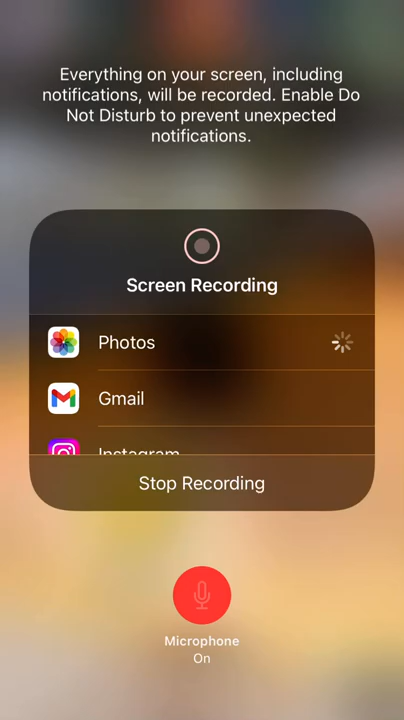 Everything on your screen, including
notifications, will be recorded. Enable Do
Not Disturb to prevent unexpected
notifications.
Screen Recording
Photos
Gmail
Instagram
Stop Recording
Microphone
On